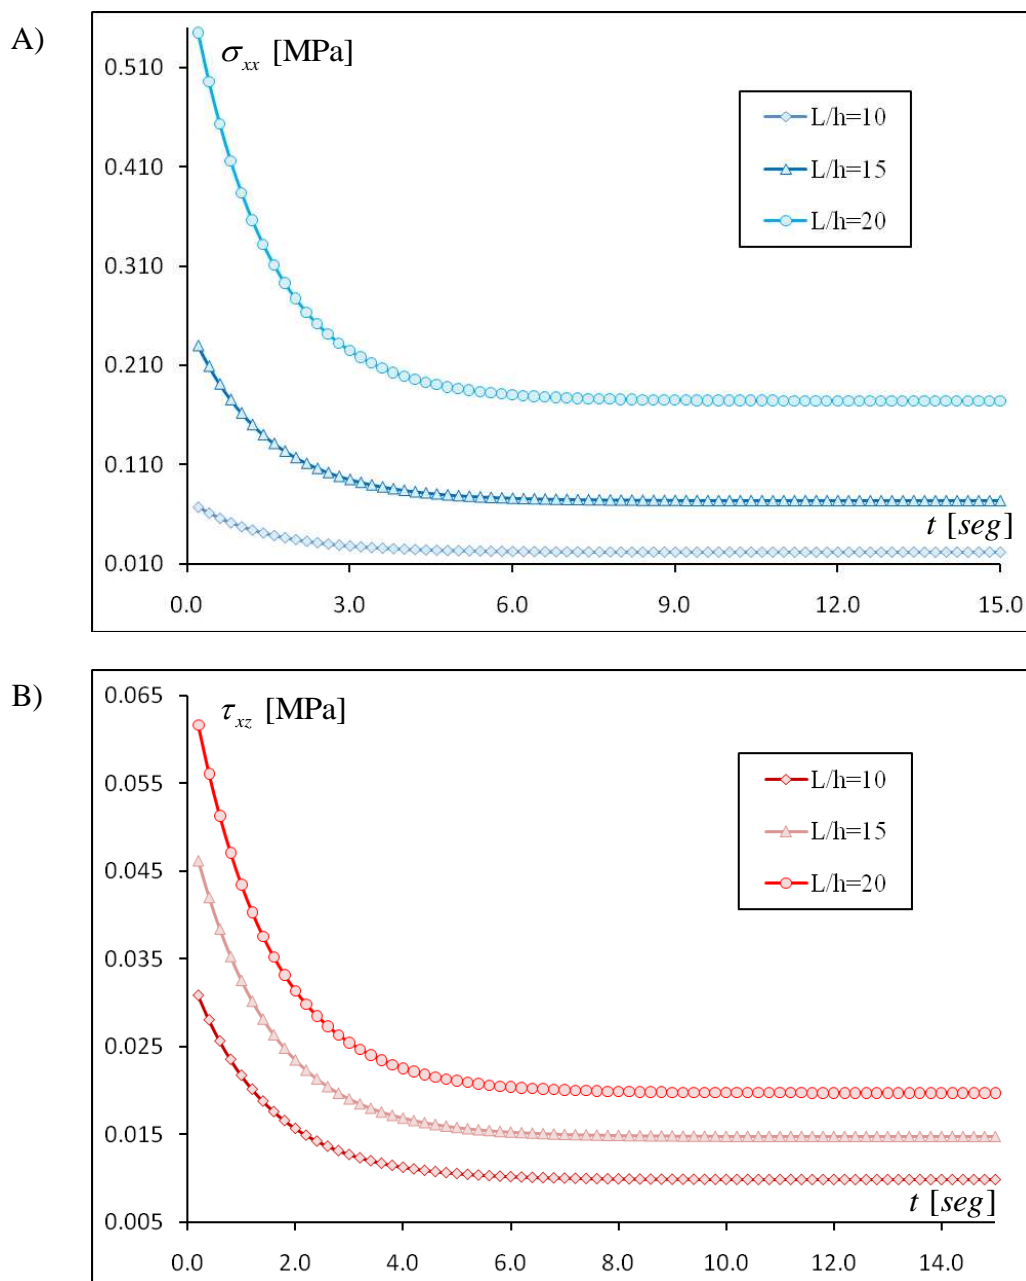 A)
σxx [MPa]
0.510
0.410
0.310
0.210
0.110
0.010
L/h=10
L/h=15
L/h=20
t [seg]
0.0 3.0 6.0 9.0 12.0 15.0
B)
τxz [MPa]
0.065
0.055
0.045
0.035
0.025
0.015
0.005
L/h=10
L/h=15
L/h=20
t [seg]
0.0 2.0 4.0 6.0 8.0 10.0 12.0 14.0